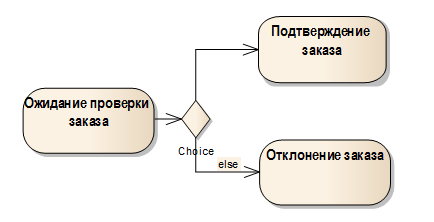 Подтверждение
заказа
Ожидание проверки
заказа
Choice
else
Отклонение заказа